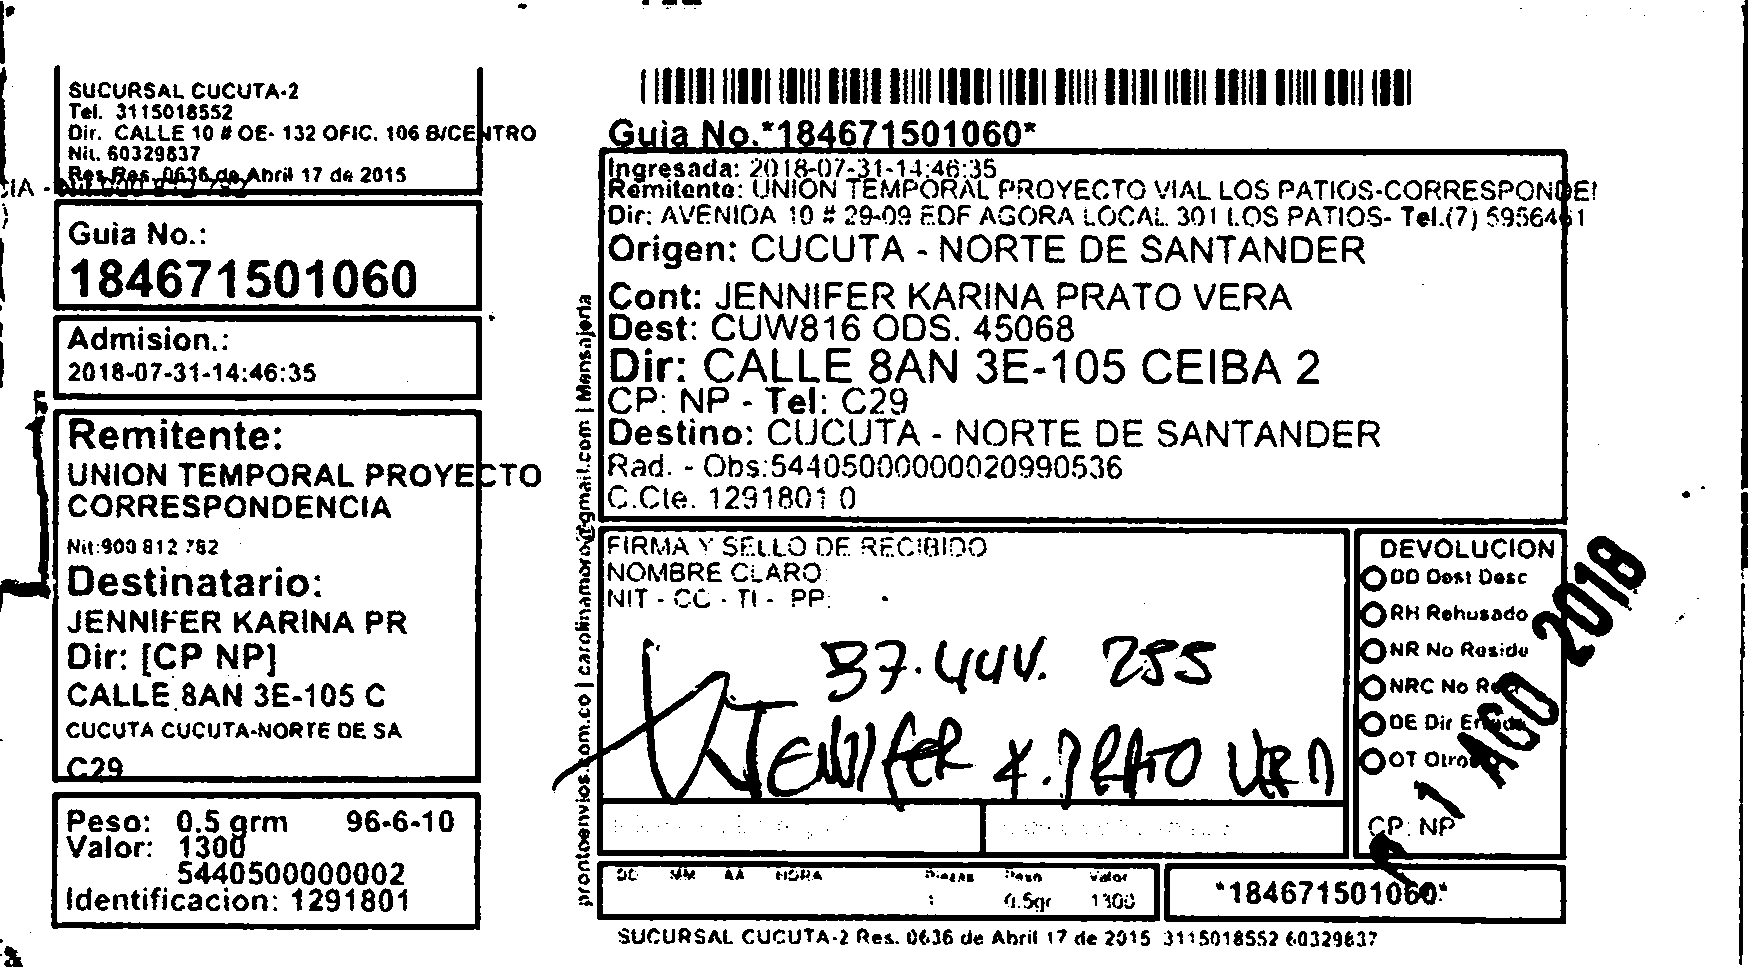 SUCURSAL CUCUTA-2
Tel. 3115018552
Dir. CALLE 10 # OE- 132 OFIC. 106 B/CENTRO
Nit. 60329837
Res Res 0636 de Abril 17 de 2015
Guia No.:
184671501060
Admision.:
2018-07-31-14:46:35
Remitente:
UNION TEMPORAL PROYECTO
CORRESPONDENCIA
Nit:900 812 782
Destinatario:
JENNIFER KARINA PR
Dir: [CP NP]
CALLE 8AN 3E-105 C
CUCUTA CUCUTA-NORTE DE SA
C29
Peso: 0.5 grm 96-6-10
Valor: 1300
5440500000002
Identificacion: 1291801
prontoenvios.com.co | carolinamoro@gmail.com | Mensajeria
Guia No.*184671501060*
Ingresada: 2018-07-31-14:46:35
Remitente: UNION TEMPORAL PROYECTO VIAL LOS PATIOS-CORRESPONDE
Dir: AVENIDA 10 # 29-09 EDF AGORA LOCAL 301 LOS PATIOS- Tel.(7) 5956461
Origen: CUCUTA - NORTE DE SANTANDER
Cont: JENNIFER KARINA PRATO VERA
Dest: CUW816 ODS. 45068
Dir: CALLE 8AN 3E-105 CEIBA 2
CP: NP - Tel: C29
Destino: CUCUTA - NORTE DE SANTANDER
Rad. - Obs:54405000000020990536
C.Cte. 1291801 0
FIRMA Y SELLO DE RECIBIDO
NOMBRE CLARO:
NIT - CC - TI - PP:
37.444. 255
JENNIFER K. PRATO VERA
DEVOLUCION
DD Dest Desc
RH Rehusado
NR No Reside
NRC No
DE Dir Errada
OT Otros
CP: NP
1 AGO 2018
DD MM AA HORA Piezas Peso Valor
1 0.5gr 1300
*184671501060*
SUCURSAL CUCUTA-2 Res. 0636 de Abril 17 de 2015 3115018552 60329837